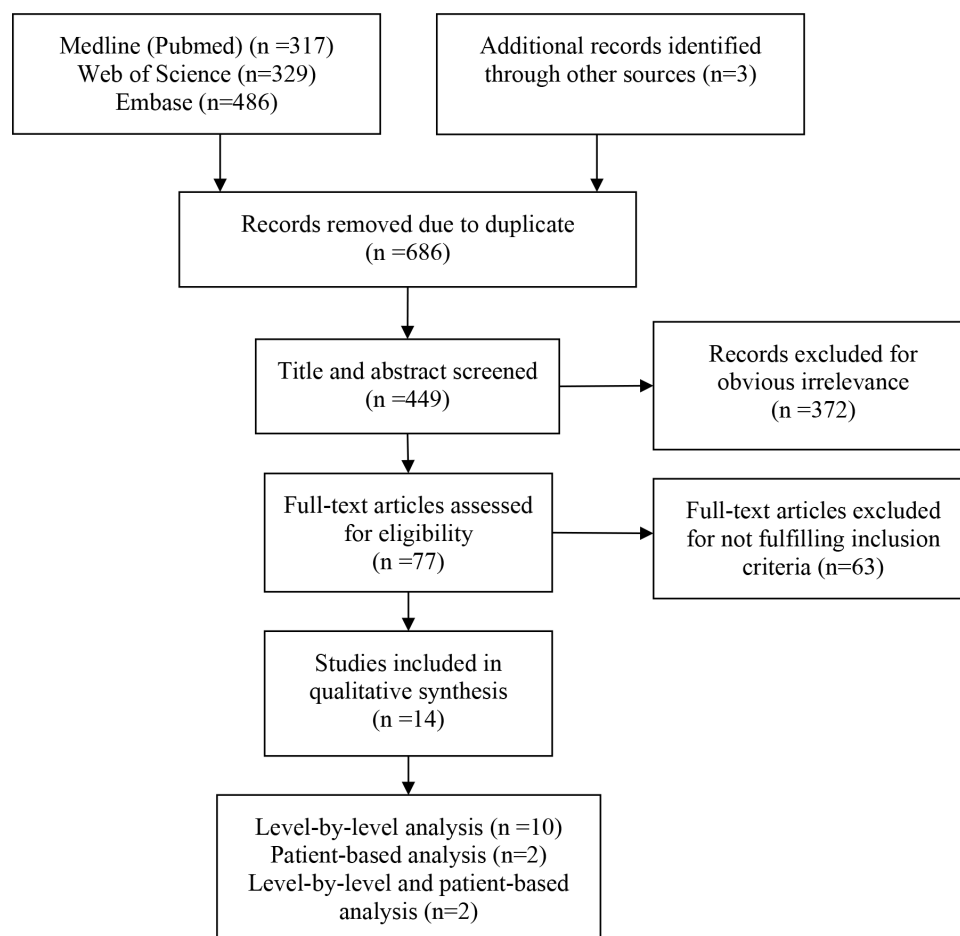 Medline (Pubmed) (n =317)
Web of Science (n=329)
Embase (n=486)
Additional records identified
through other sources (n=3)
Records removed due to duplicate
(n =686)
Title and abstract screened
(n =449)
Records excluded for
obvious irrelevance
(n =372)
Full-text articles assessed
for eligibility
(n =77)
Full-text articles excluded
for not fulfilling inclusion
criteria (n=63)
Studies included in
qualitative synthesis
(n =14)
Level-by-level analysis (n =10)
Patient-based analysis (n=2)
Level-by-level and patient-based
analysis (n=2)